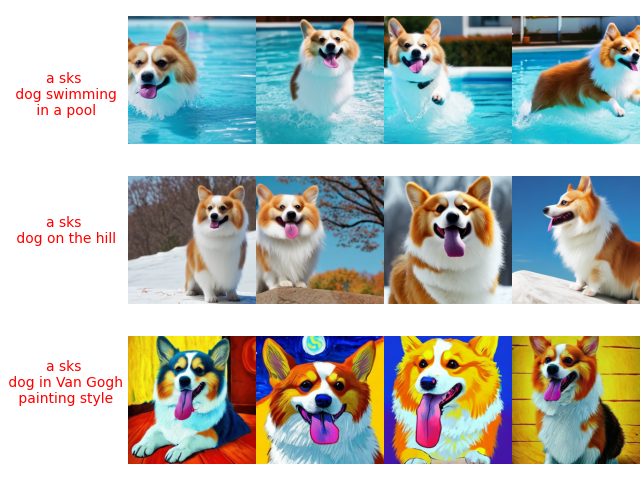 a sks
dog swimming
in a pool
a sks
dog on the hill
a sks
dog in Van Gogh
painting style